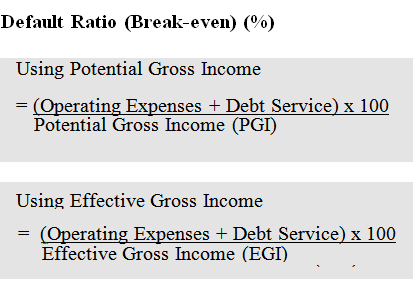 Default Ratio (Break-even) (%)
Using Potential Gross Income
= (Operating Expenses + Debt Service) x 100
Potential Gross Income (PGI)
Using Effective Gross Income
= (Operating Expenses + Debt Service) x 100
Effective Gross Income (EGI)